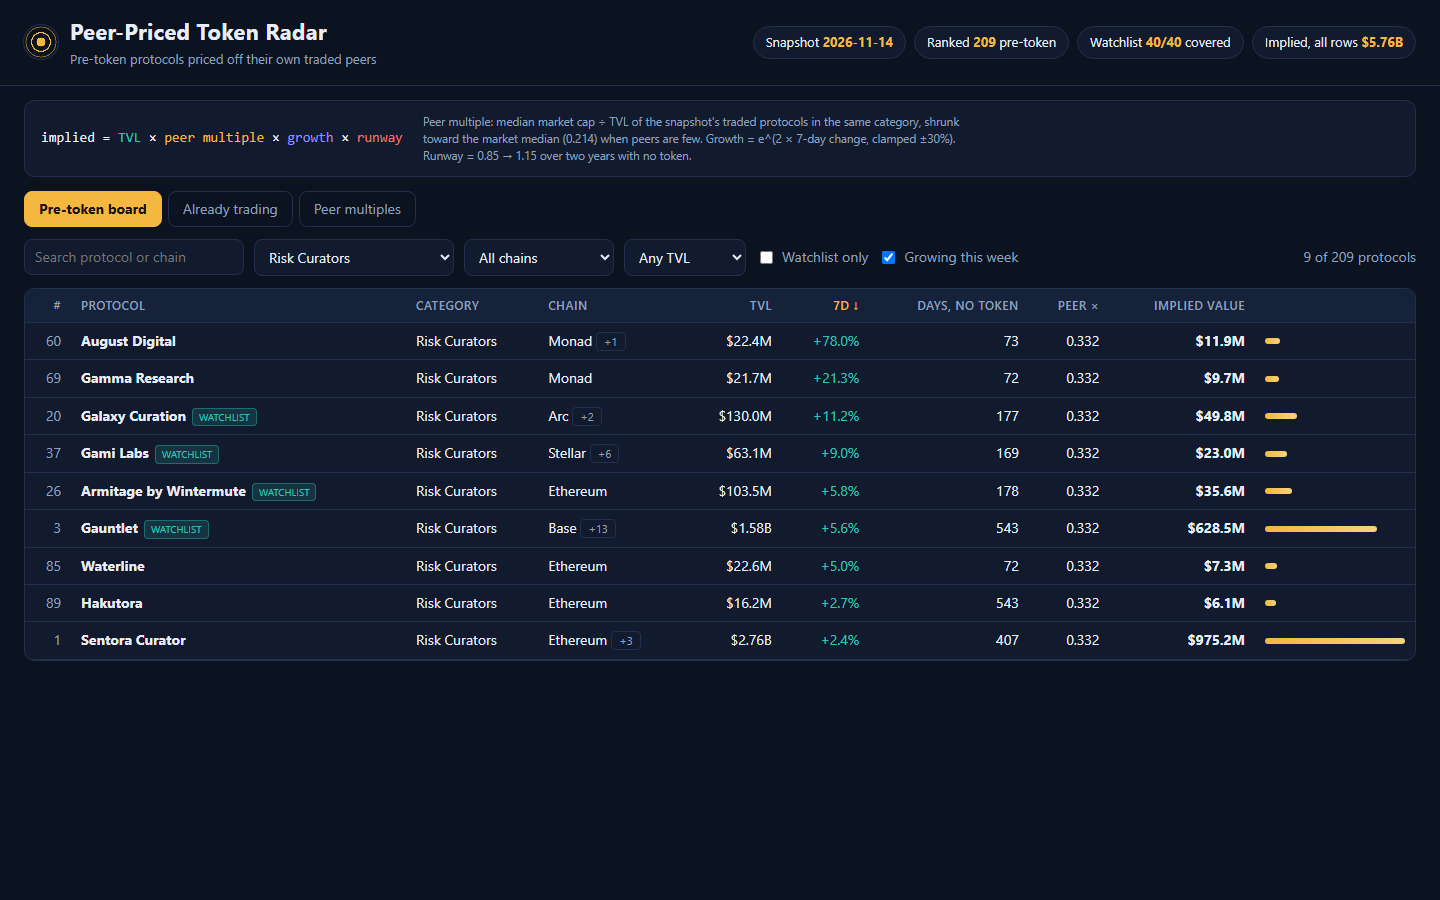 Peer-Priced Token Radar
Pre-token protocols priced off their own traded peers
Snapshot 2026-11-14
Ranked 209 pre-token
Watchlist 40/40 covered
Implied, all rows $5.76B
implied = TVL × peer multiple × growth × runway
Peer multiple: median market cap ÷ TVL of the snapshot's traded protocols in the same category, shrunk
toward the market median (0.214) when peers are few. Growth = e^(2 × 7-day change, clamped ±30%).
Runway = 0.85 → 1.15 over two years with no token.
Pre-token board
Already trading
Peer multiples
Search protocol or chain
Risk Curators
All chains
Any TVL
Watchlist only
Growing this week
9 of 209 protocols
# PROTOCOL CATEGORY CHAIN TVL 7D ↓ DAYS, NO TOKEN PEER × IMPLIED VALUE
60 August Digital Risk Curators Monad +1 $22.4M +78.0% 73 0.332 $11.9M
69 Gamma Research Risk Curators Monad $21.7M +21.3% 72 0.332 $9.7M
20 Galaxy Curation WATCHLIST Risk Curators Arc +2 $130.0M +11.2% 177 0.332 $49.8M
37 Gami Labs WATCHLIST Risk Curators Stellar +6 $63.1M +9.0% 169 0.332 $23.0M
26 Armitage by Wintermute WATCHLIST Risk Curators Ethereum $103.5M +5.8% 178 0.332 $35.6M
3 Gauntlet WATCHLIST Risk Curators Base +13 $1.58B +5.6% 543 0.332 $628.5M
85 Waterline Risk Curators Ethereum $22.6M +5.0% 72 0.332 $7.3M
89 Hakutora Risk Curators Ethereum $16.2M +2.7% 543 0.332 $6.1M
1 Sentora Curator Risk Curators Ethereum +3 $2.76B +2.4% 407 0.332 $975.2M